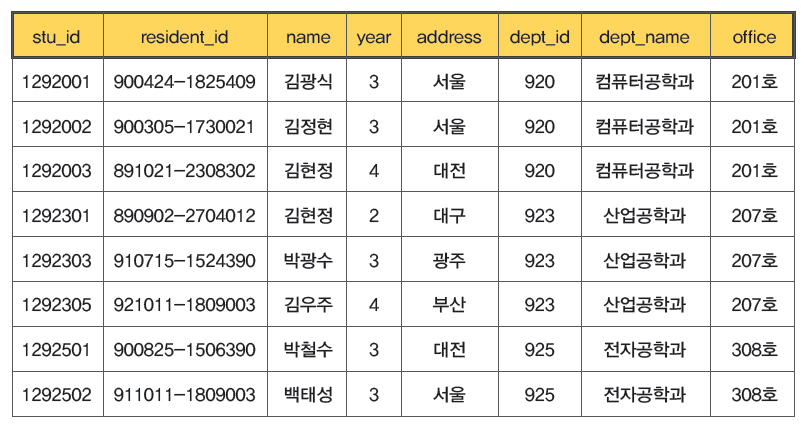 stu_id resident_id name year address dept_id dept_name office
1292001 900424-1825409 김광식 3 서울 920 컴퓨터공학과 201호
1292002 900305-1730021 김정현 3 서울 920 컴퓨터공학과 201호
1292003 891021-2308302 김현정 4 대전 920 컴퓨터공학과 201호
1292301 890902-2704012 김현정 2 대구 923 산업공학과 207호
1292303 910715-1524390 박광수 3 광주 923 산업공학과 207호
1292305 921011-1809003 김우주 4 부산 923 산업공학과 207호
1292501 900825-1506390 박철수 3 대전 925 전자공학과 308호
1292502 911011-1809003 백태성 3 서울 925 전자공학과 308호